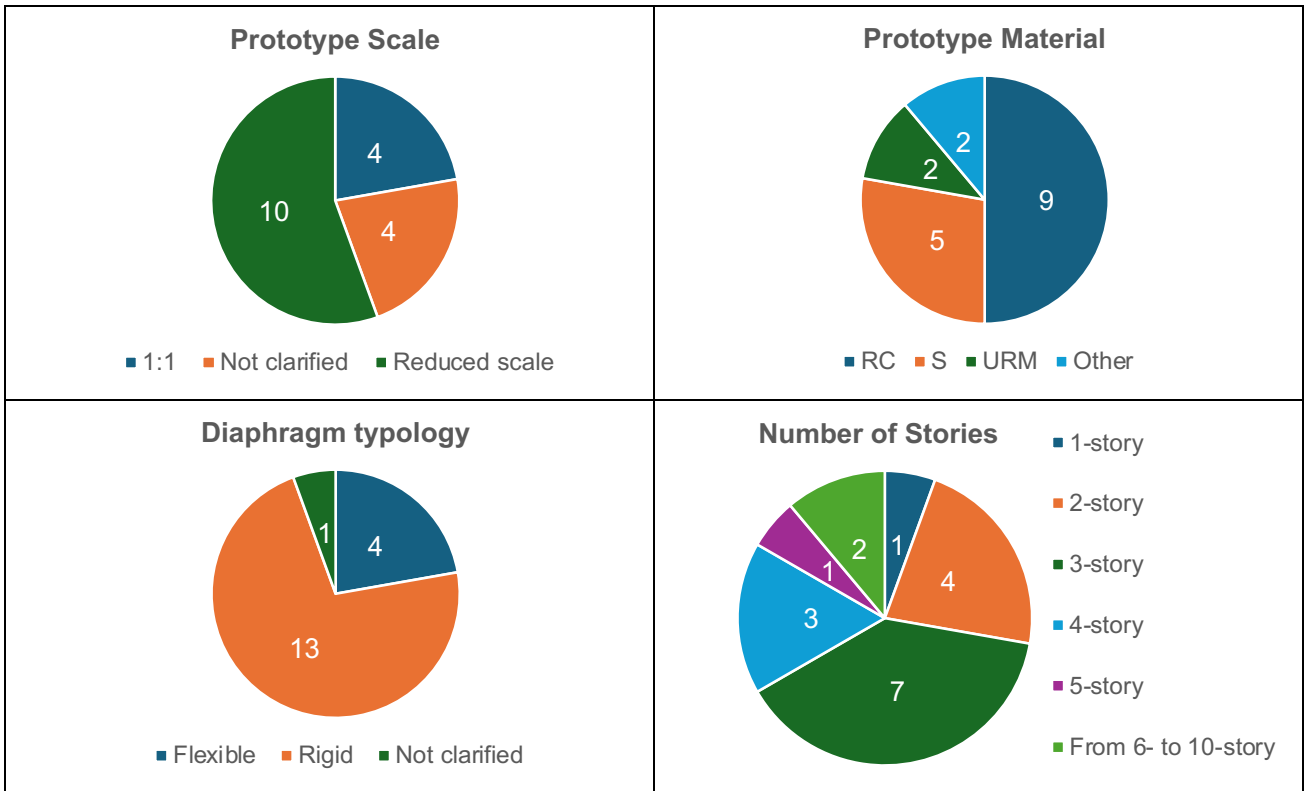 Prototype Scale
4
4
10
1:1 Not clarified Reduced scale
Prototype Material
9
5
2
2
RC S URM Other
Diaphragm typology
4
13
1
Flexible Rigid Not clarified
Number of Stories
1
4
7
3
1
2
1-story
2-story
3-story
4-story
5-story
From 6- to 10-story